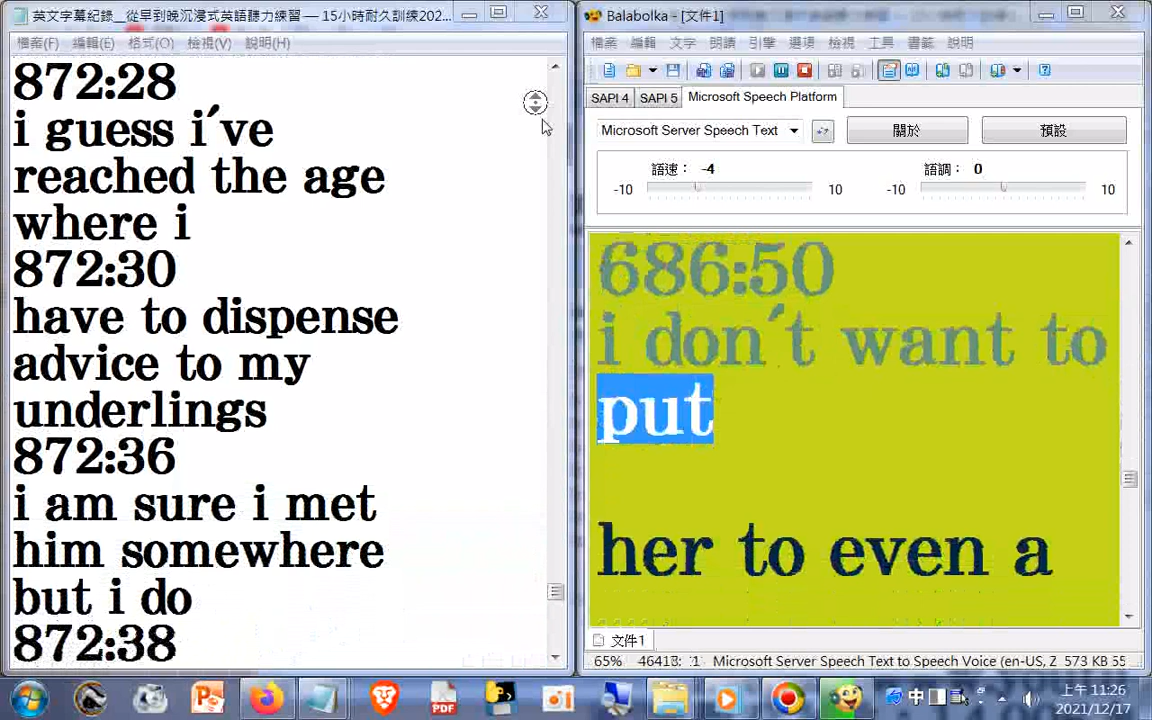 英文字幕紀錄__從早到晚沉浸式英語聽力練習 — 15小時耐久訓練202...
檔案(F) 編輯(E) 格式(O) 檢視(V) 說明(H)
872:28
i guess i've
reached the age
where i
872:30
have to dispense
advice to my
underlings
872:36
i am sure i met
him somewhere
but i do
872:38
Balabolka - [文件1]
檔案 編輯 文字 朗讀 引擎 選項 檢視 工具 書籤 說明
SAPI 4 SAPI 5 Microsoft Speech Platform
Microsoft Server Speech Text 關於 預設
語速： -4 語調： 0
-10 10 -10 10
686:50
i don't want to
put
her to even a
文件1
65% Microsoft Server Speech Text to Speech Voice (en-US, Z 573 KB 55
PDF
中
上午 11:26
2021/12/17